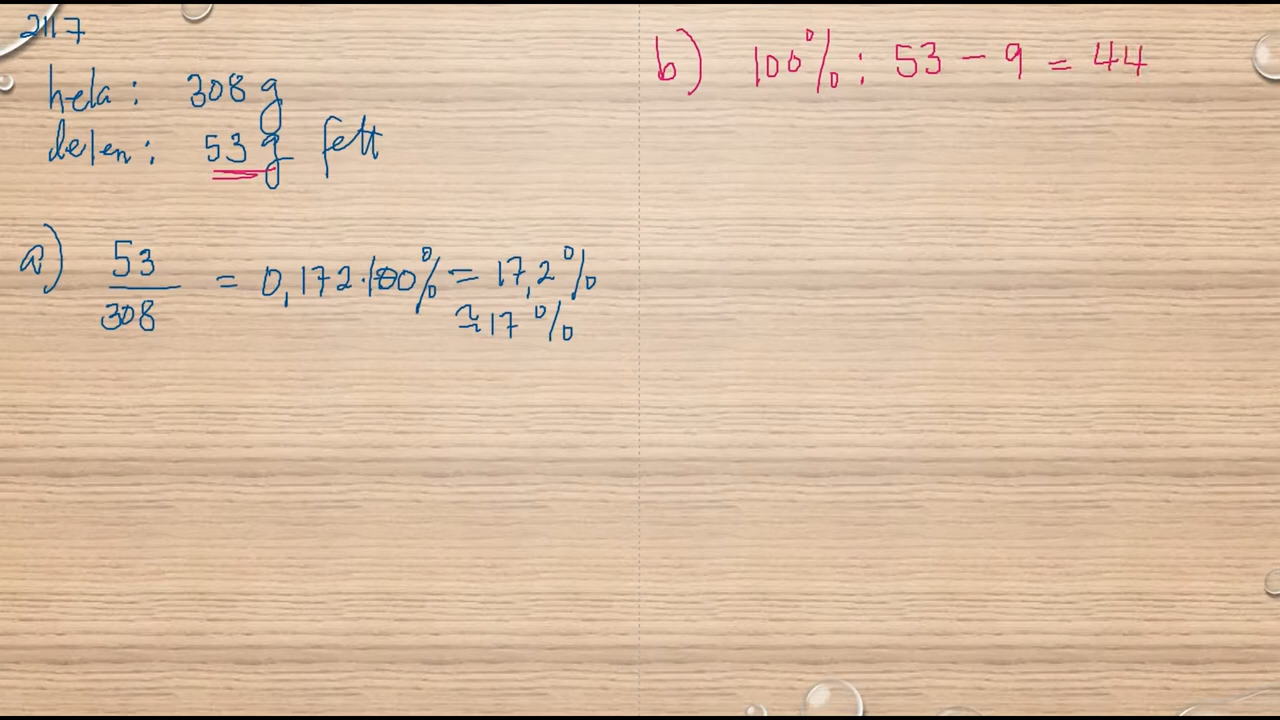 2117
hela: 308 g
delen: 53 g fett
a) 53/308 = 0,172·100% = 17,2%
≈17%
b) 100%: 53 - 9 = 44